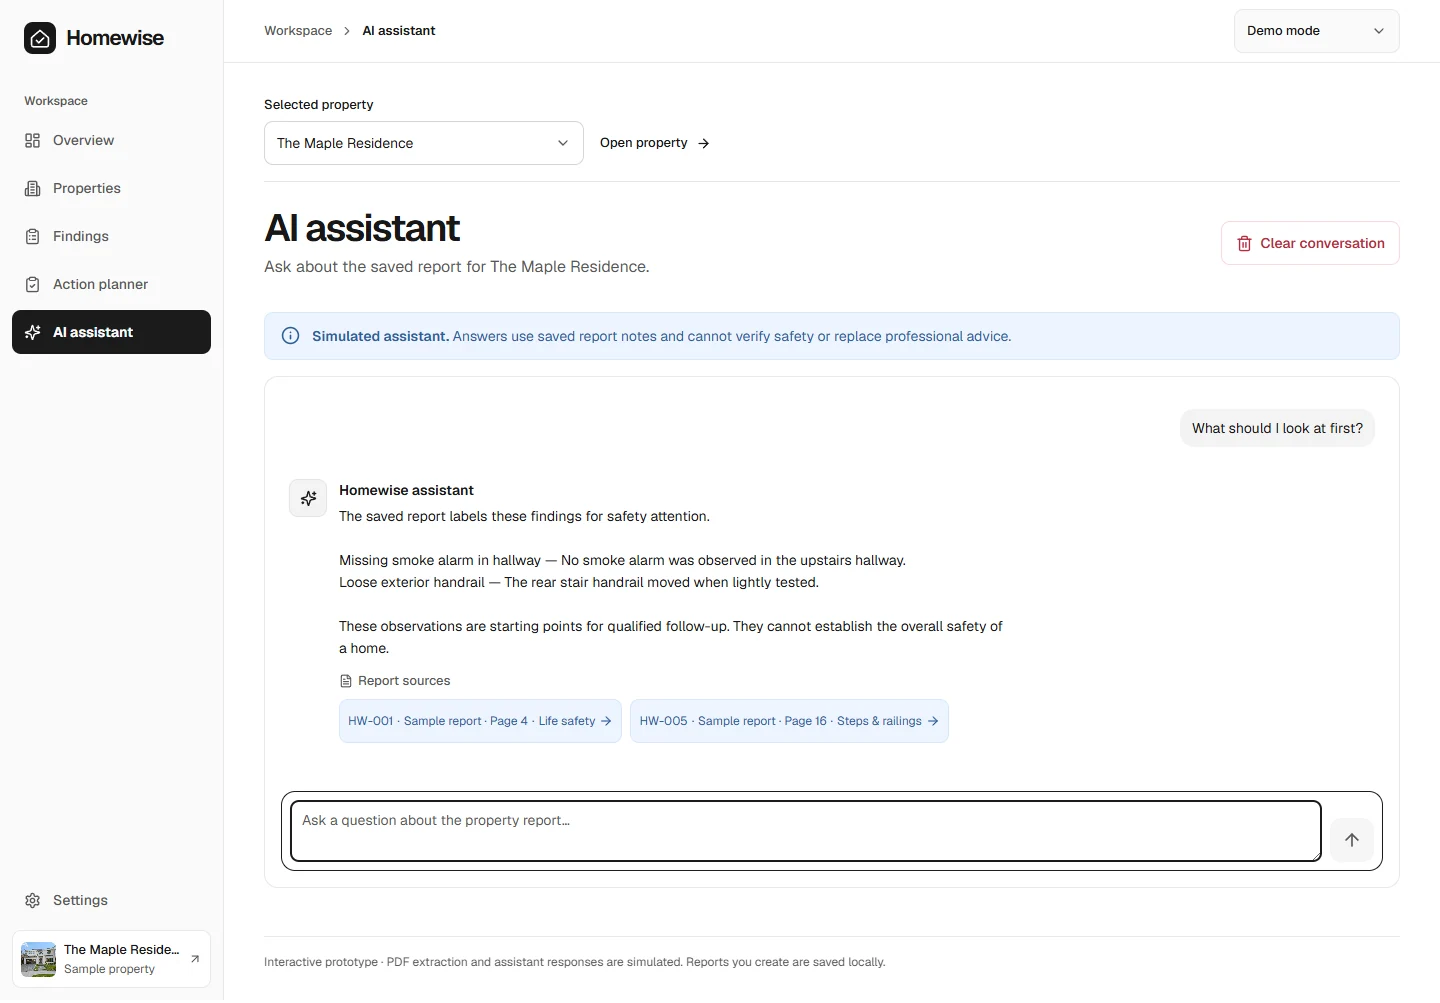 Homewise
Workspace
Overview
Properties
Findings
Action planner
AI assistant
Settings
The Maple Reside...
Sample property
Workspace > AI assistant
Demo mode
Selected property
The Maple Residence
Open property →
AI assistant
Ask about the saved report for The Maple Residence.
Clear conversation
Simulated assistant. Answers use saved report notes and cannot verify safety or replace professional advice.
What should I look at first?
Homewise assistant
The saved report labels these findings for safety attention.
Missing smoke alarm in hallway — No smoke alarm was observed in the upstairs hallway.
Loose exterior handrail — The rear stair handrail moved when lightly tested.
These observations are starting points for qualified follow-up. They cannot establish the overall safety of
a home.
Report sources
HW-001 · Sample report · Page 4 · Life safety →
HW-005 · Sample report · Page 16 · Steps & railings →
Ask a question about the property report...
Interactive prototype · PDF extraction and assistant responses are simulated. Reports you create are saved locally.